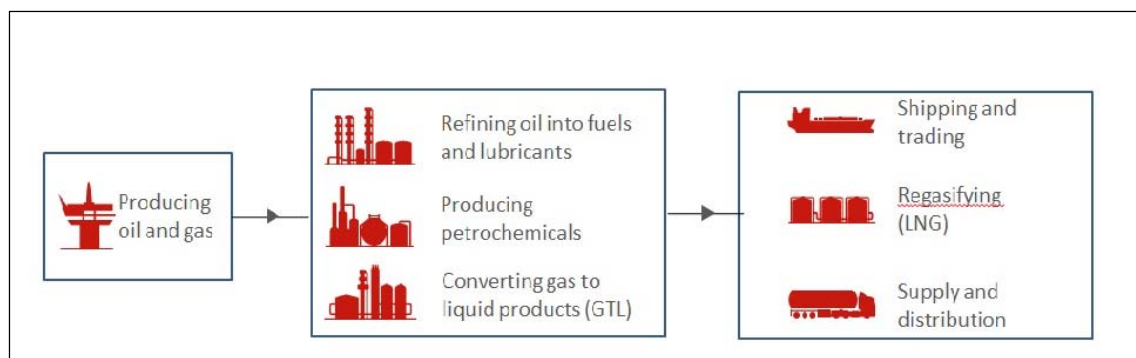 Producing
oil and gas
Refining oil into fuels
and lubricants
Producing
petrochemicals
Converting gas to
liquid products (GTL)
Shipping and
trading
Regasifying
(LNG)
Supply and
distribution